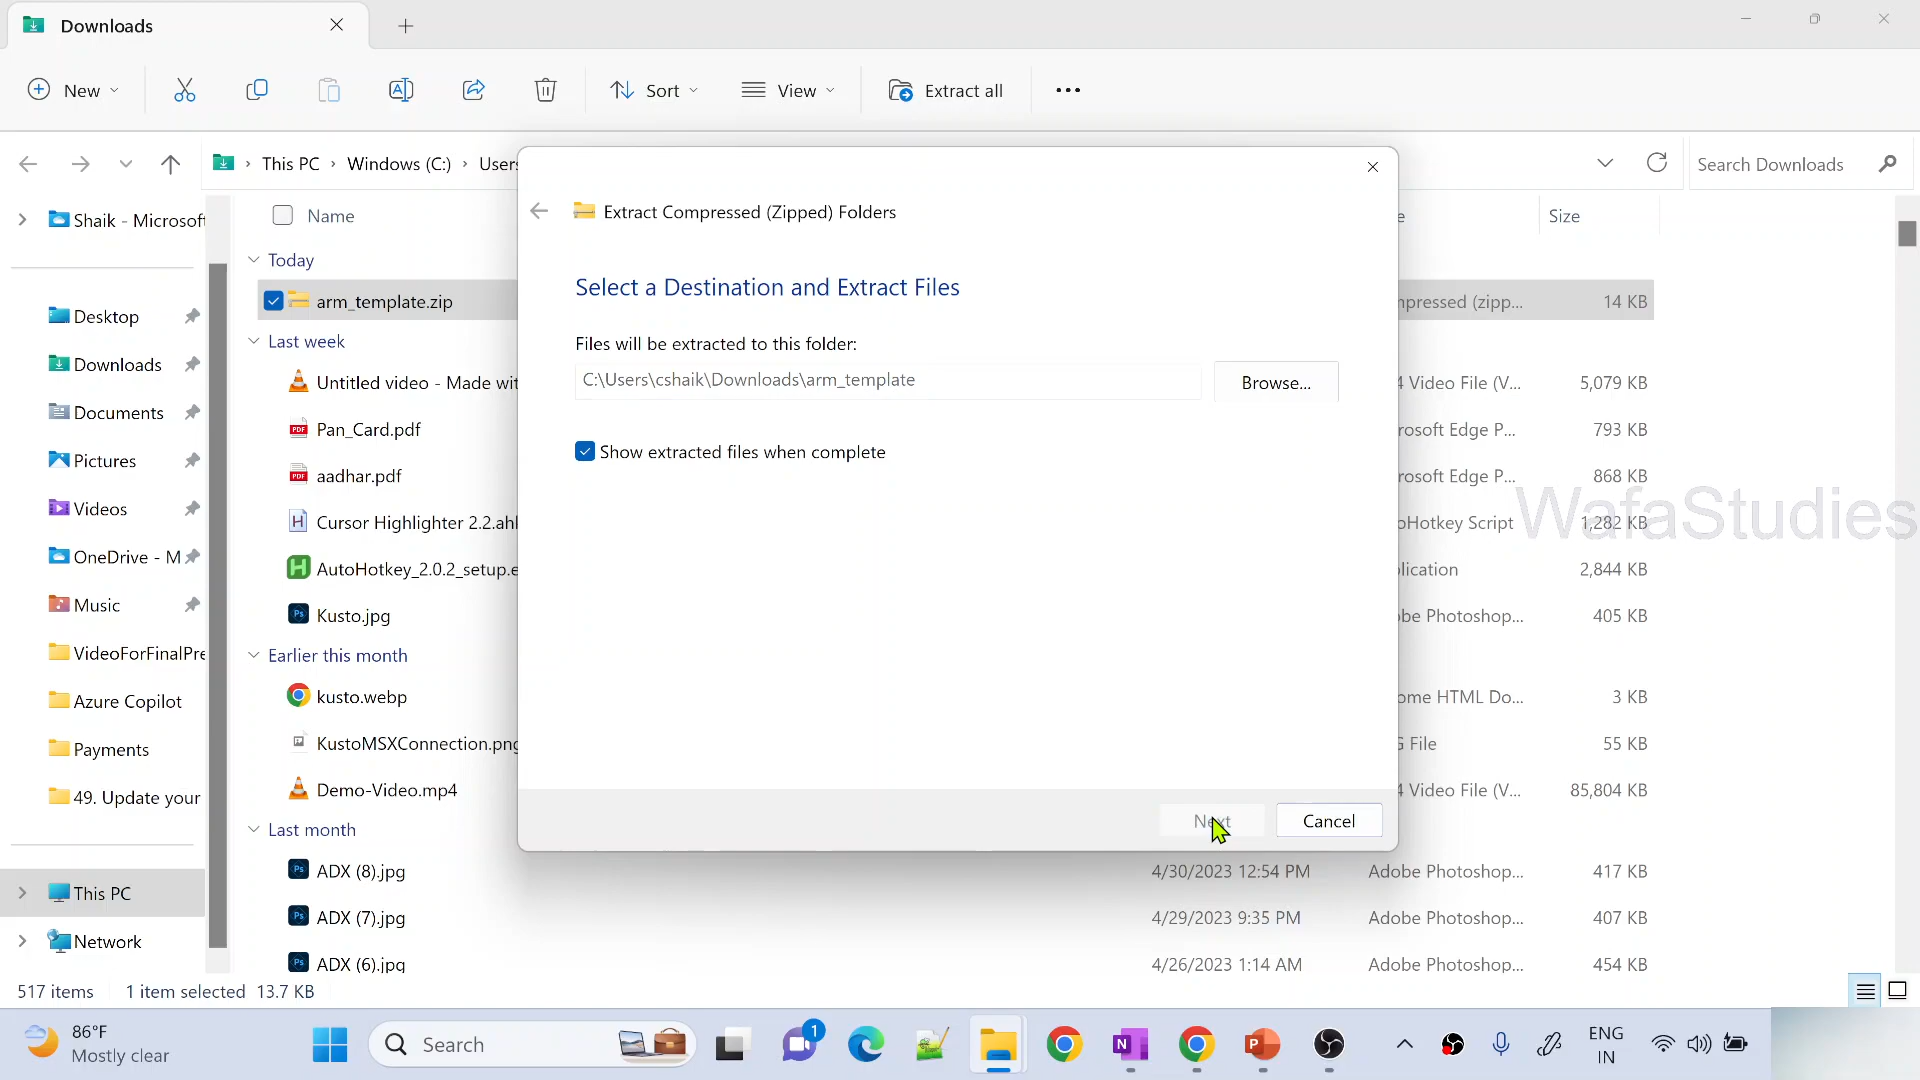 Downloads
New
Sort
View
Extract all
This PC
Windows (C:)
Users
Search Downloads
Shaik - Microsoft
Desktop
Downloads
Documents
Pictures
Videos
OneDrive - M
Music
VideoForFinalPre
Azure Copilot
Payments
49. Update your
This PC
Network
Name
Size
Today
arm_template.zip
mpressed (zipp...
14 KB
Last week
Untitled video - Made wit
4 Video File (V...
5,079 KB
Pan_Card.pdf
rosoft Edge P...
793 KB
aadhar.pdf
rosoft Edge P...
868 KB
Cursor Highlighter 2.2.ahk
oHotkey Script
1,282 KB
AutoHotkey_2.0.2_setup.e
lication
2,844 KB
Kusto.jpg
be Photoshop...
405 KB
Earlier this month
kusto.webp
ome HTML Do...
3 KB
KustoMSXConnection.png
G File
55 KB
Demo-Video.mp4
4 Video File (V...
85,804 KB
Last month
ADX (8).jpg
4/30/2023 12:54 PM
Adobe Photoshop...
417 KB
ADX (7).jpg
4/29/2023 9:35 PM
Adobe Photoshop...
407 KB
ADX (6).jpg
4/26/2023 1:14 AM
Adobe Photoshop...
454 KB
Extract Compressed (Zipped) Folders
Select a Destination and Extract Files
Files will be extracted to this folder:
C:\Users\cshaik\Downloads\arm_template
Browse...
Show extracted files when complete
Next
Cancel
WafaStudies
517 items
1 item selected 13.7 KB
86°F
Mostly clear
Search
1
ENG
IN